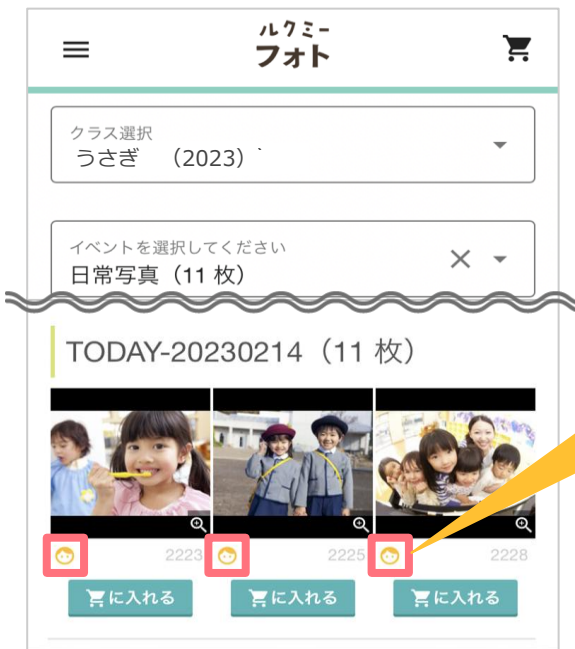 ルクミー
フォト
クラス選択
うさぎ （2023）`
イベントを選択してください
日常写真（11 枚）
TODAY-20230214（11 枚）
2223 2225 2228
に入れる に入れる に入れる